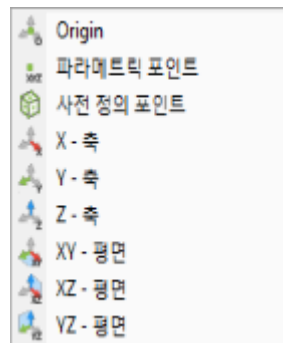 Origin
파라메트릭 포인트
사전 정의 포인트
X - 축
Y - 축
Z - 축
XY - 평면
XZ - 평면
YZ - 평면